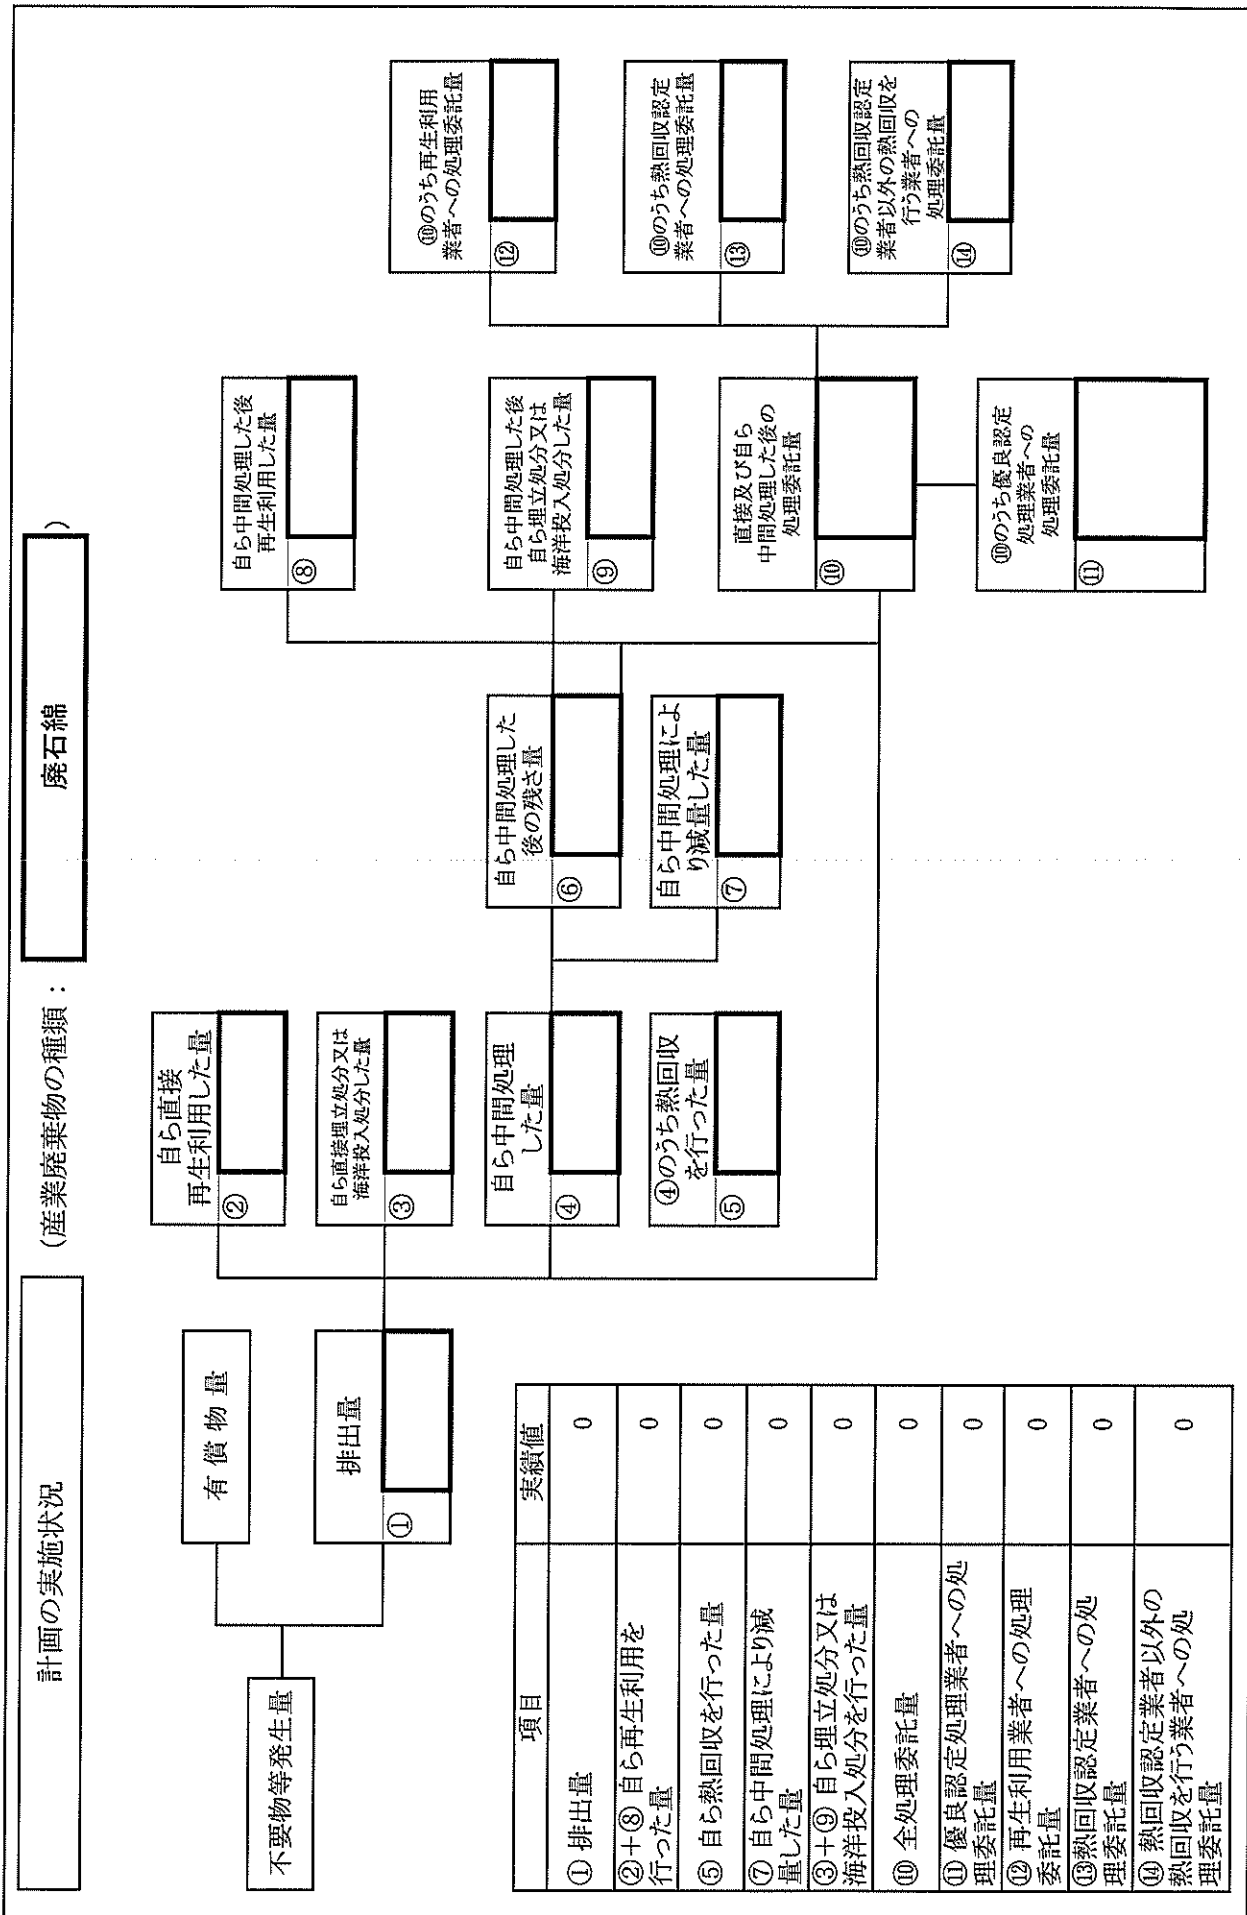 計画の実施状況
（産業廃棄物の種類：
廃石綿
）
不要物等発生量
有 償 物 量
排出量
①
自ら直接
再生利用した量
②
自ら直接埋立処分又は
海洋投入処分した量
③
自ら中間処理
した量
④
④のうち熱回収
を行った量
⑤
自ら中間処理した
後の残さ量
⑥
自ら中間処理によ
り減量した量
⑦
自ら中間処理した後
再生利用した量
⑧
自ら中間処理した後
自ら埋立処分又は
海洋投入処分した量
⑨
直接及び自ら
中間処理した後の
処理委託量
⑩
⑩のうち優良認定
処理業者への
処理委託量
⑪
⑩のうち再生利用
業者への処理委託量
⑫
⑩のうち熱回収認定
業者への処理委託量
⑬
⑩のうち熱回収認定
業者以外の熱回収を
行う業者への
処理委託量
⑭
項目 実績値
① 排出量 0
②＋⑧ 自ら再生利用を
行った量 0
⑤ 自ら熱回収を行った量 0
⑦ 自ら中間処理により減
量した量 0
③＋⑨ 自ら埋立処分又は
海洋投入処分を行った量 0
⑩ 全処理委託量 0
⑪ 優良認定処理業者への処
理委託量 0
⑫ 再生利用業者への処理
委託量 0
⑬熱回収認定業者への処
理委託量 0
⑭ 熱回収認定業者以外の
熱回収を行う業者への処
理委託量 0